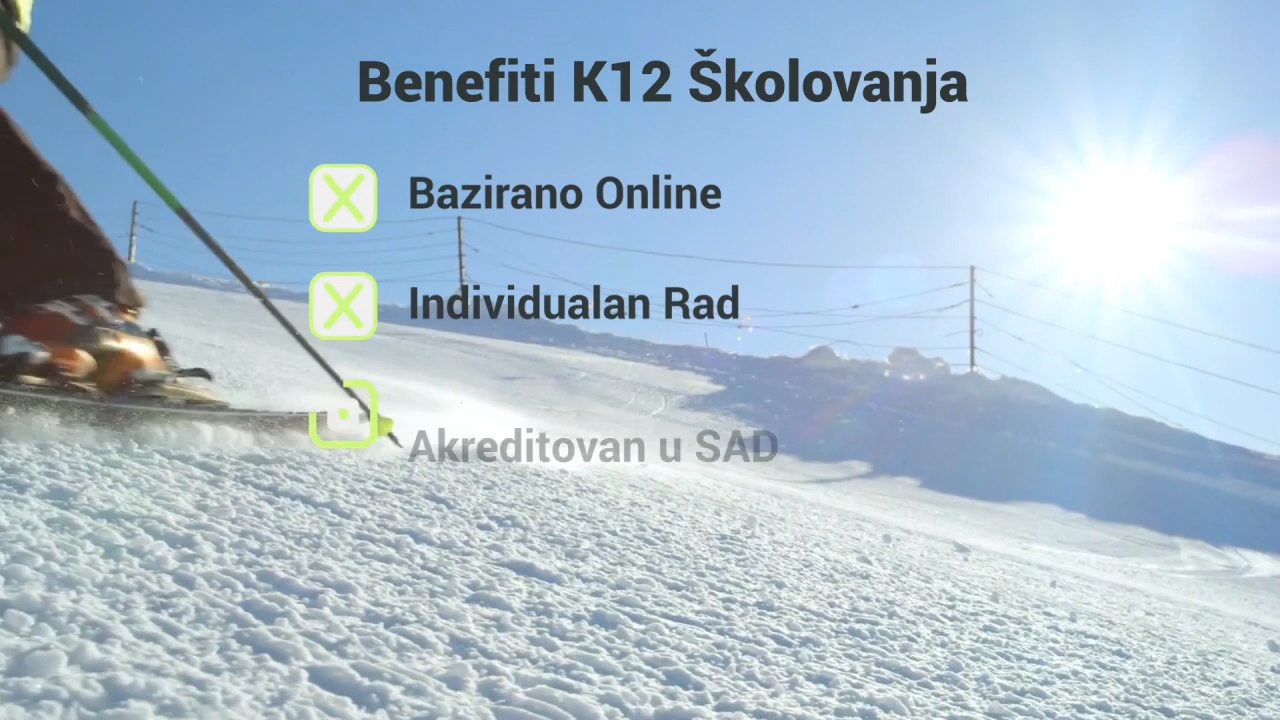 Benefiti K12 Školovanja
Bazirano Online
Individualan Rad
Akreditovan u SAD